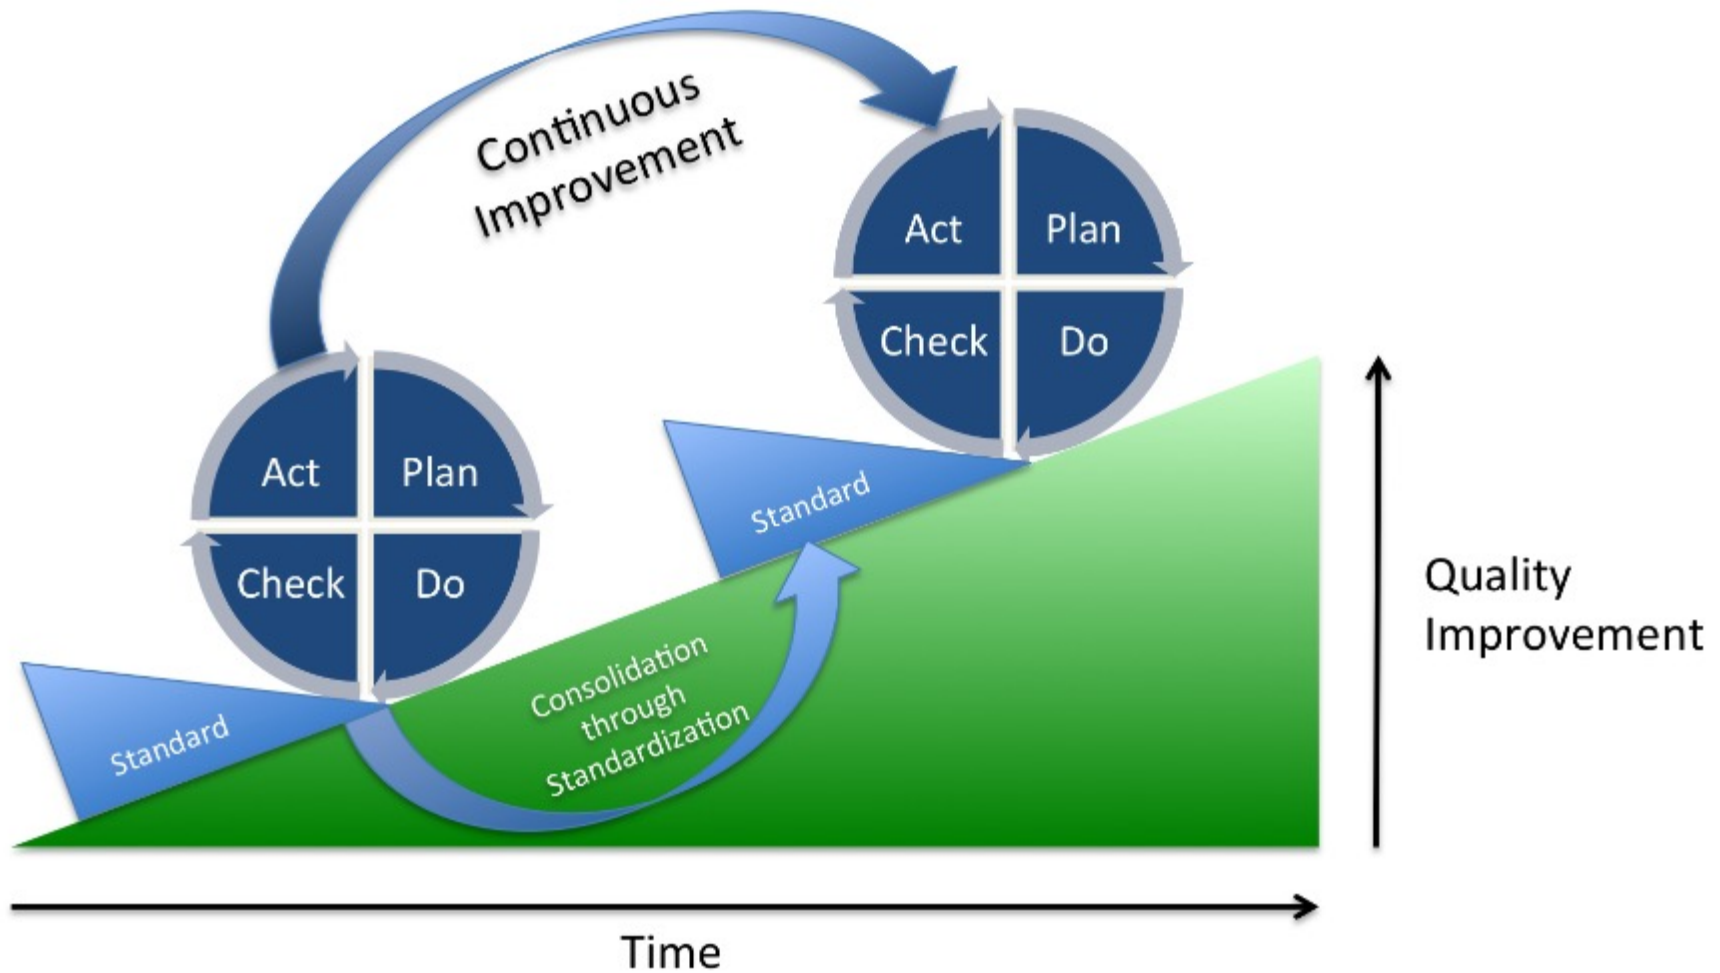 Continuous
Improvement
Act
Plan
Check
Do
Act
Plan
Check
Do
Standard
Standard
Consolidation
through
Standardization
Quality
Improvement
Time